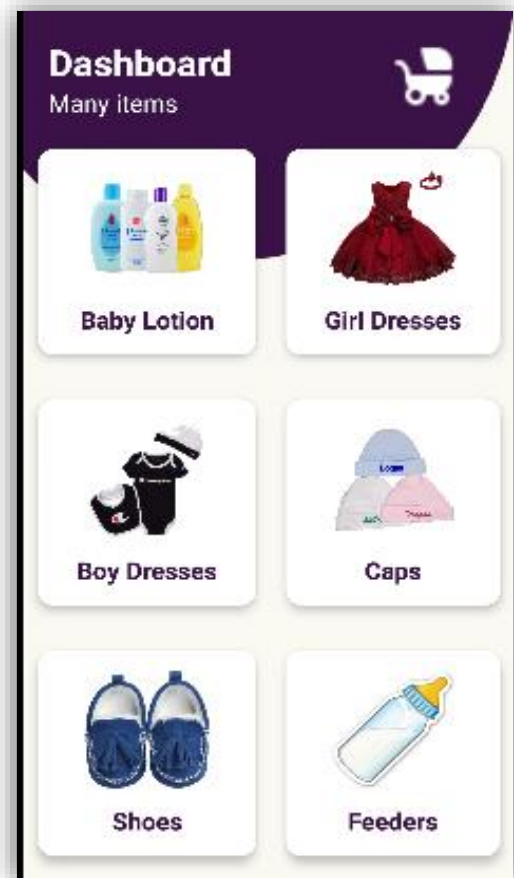 Dashboard
Many items
Baby Lotion
Girl Dresses
Boy Dresses
Caps
Shoes
Feeders